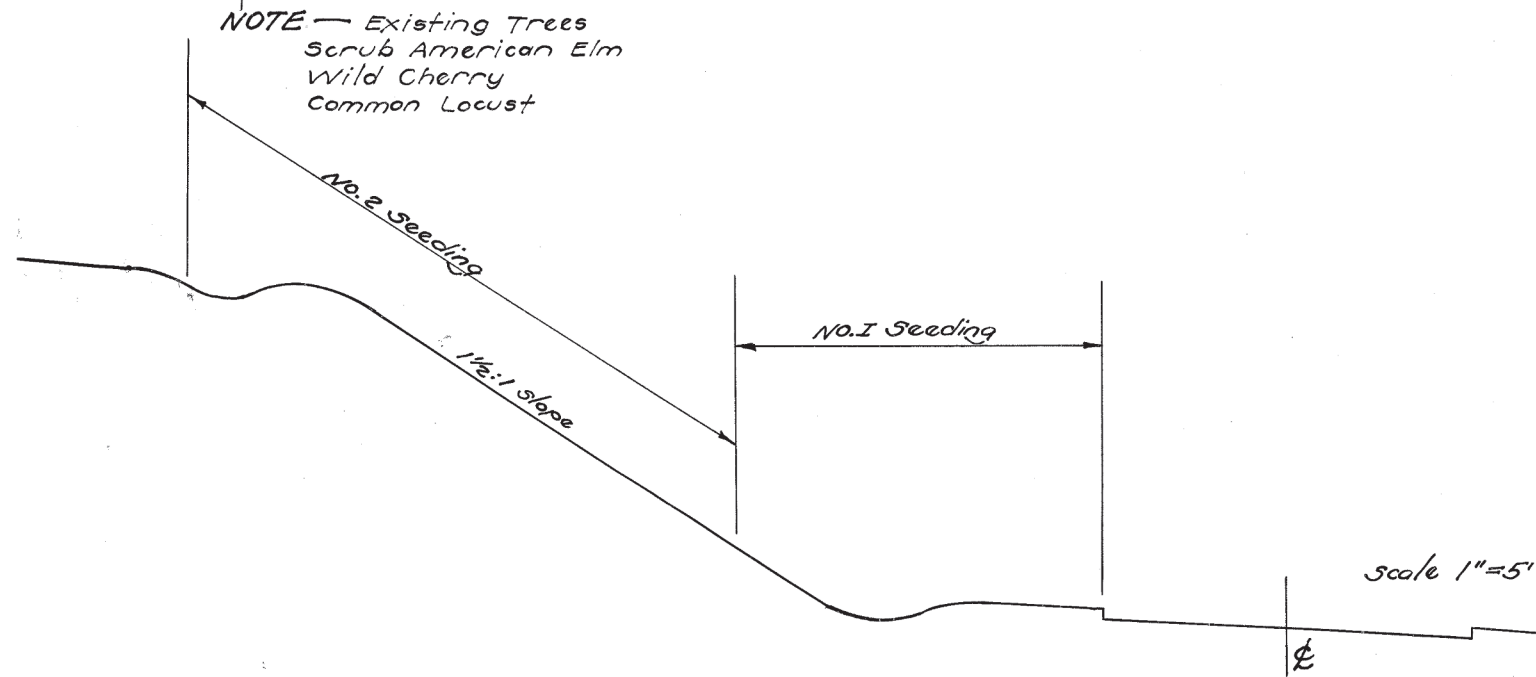 NOTE — Existing Trees
Scrub American Elm
Wild Cherry
Common Locust
No. 2 Seeding
No. I Seeding
1½:1 slope
scale 1"=5'
℄